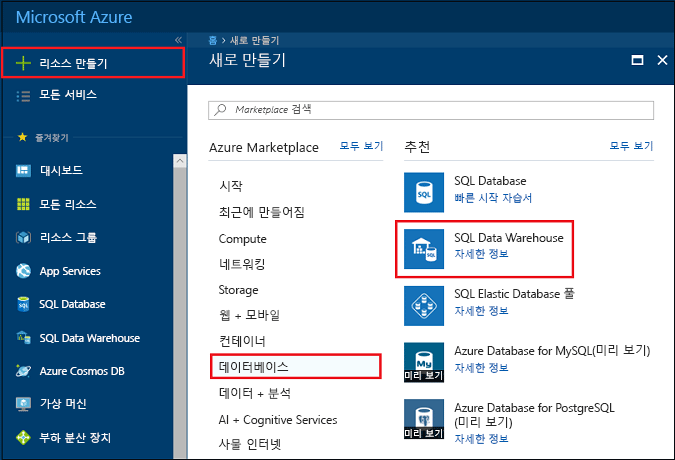 Microsoft Azure
«
리소스 만들기
모든 서비스
즐겨찾기
대시보드
모든 리소스
리소스 그룹
App Services
SQL Database
SQL Data Warehouse
Azure Cosmos DB
가상 머신
부하 분산 장치
홈 > 새로 만들기
새로 만들기
Marketplace 검색
Azure Marketplace 모두 보기
시작
최근에 만들어짐
Compute
네트워킹
Storage
웹 + 모바일
컨테이너
데이터베이스
데이터 + 분석
AI + Cognitive Services
사물 인터넷
추천 모두 보기
SQL
SQL Database
빠른 시작 자습서
SQL
SQL Data Warehouse
자세한 정보
SQL Elastic Database 풀
자세한 정보
My
미리 보기
Azure Database for MySQL(미리 보기)
자세한 정보
미리 보기
Azure Database for PostgreSQL
(미리 보기)
자세한 정보